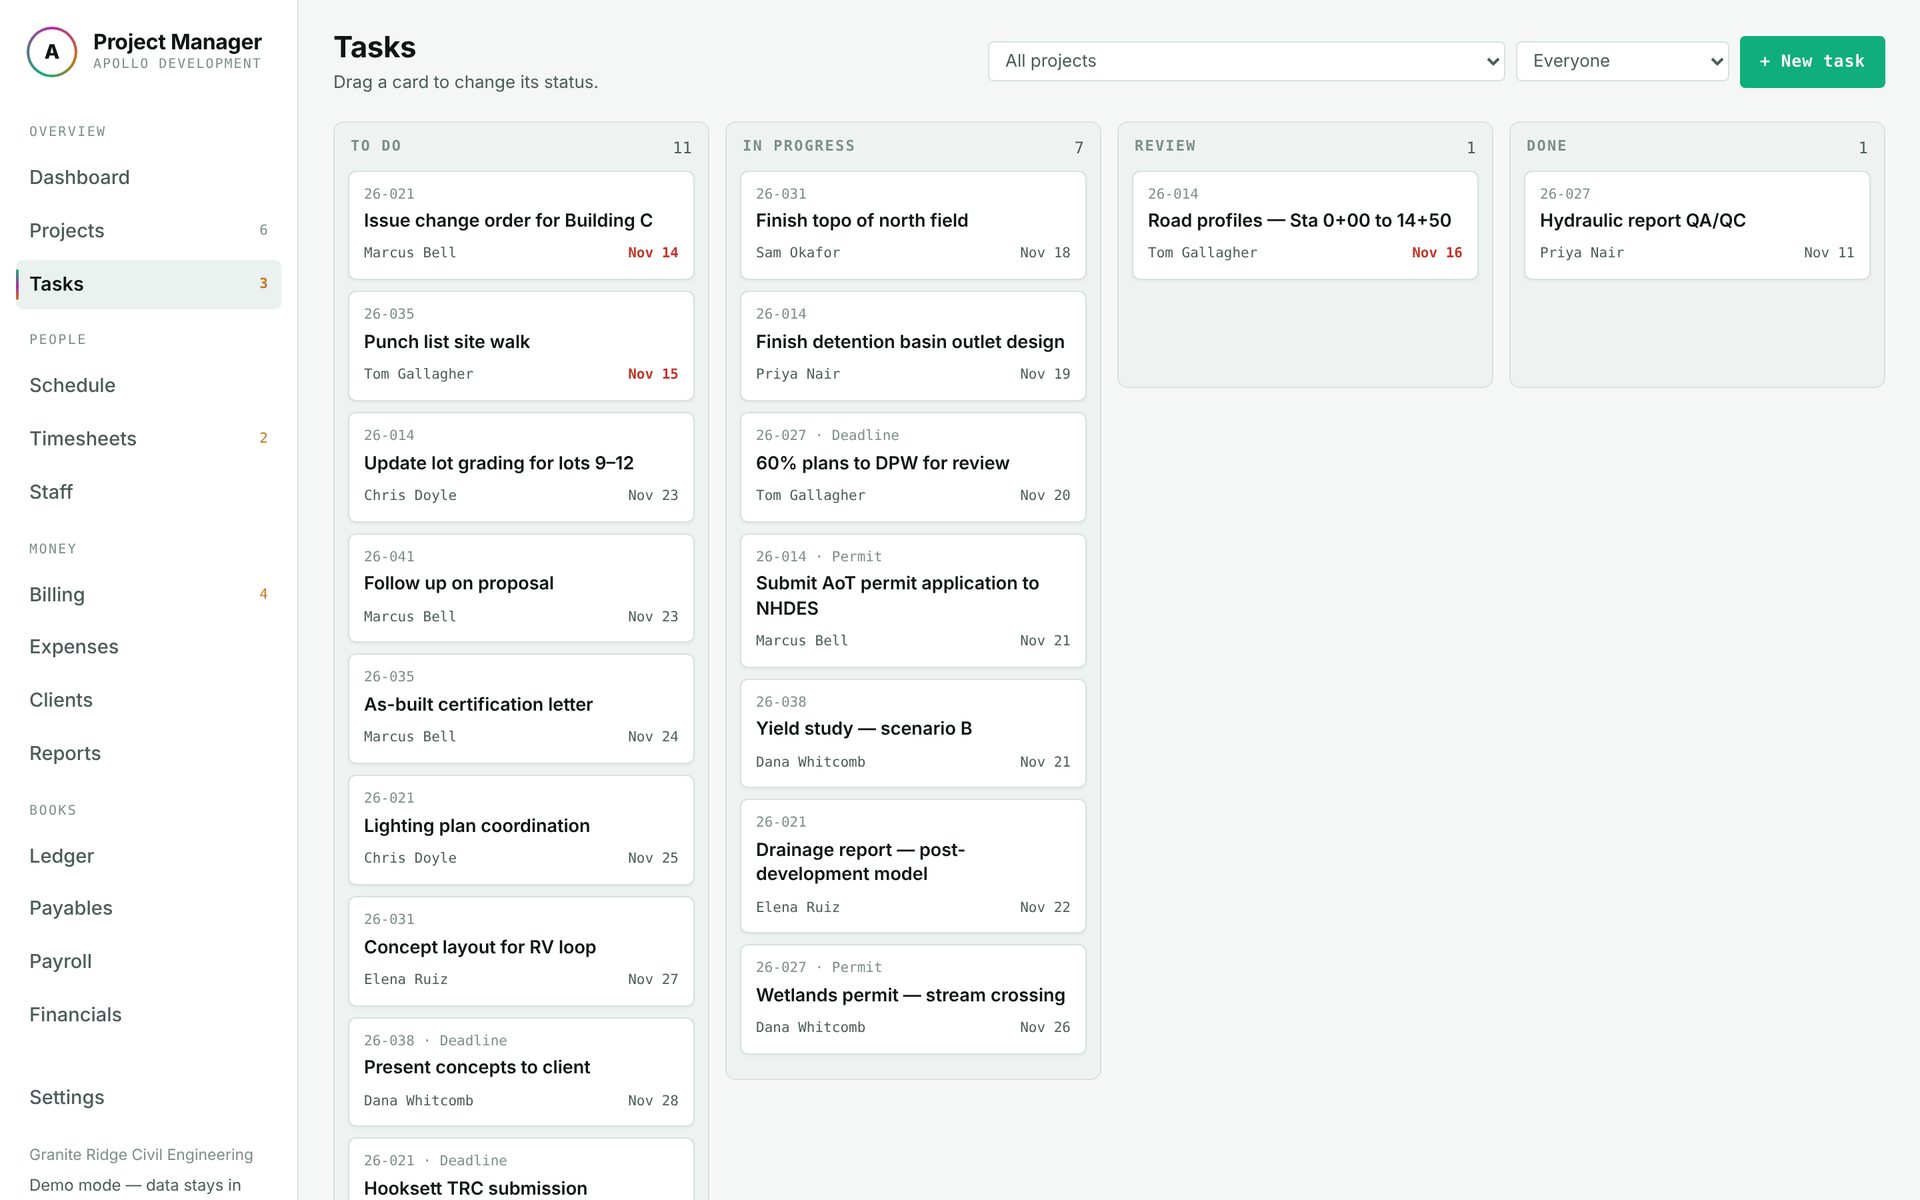 A
Project Manager
APOLLO DEVELOPMENT
OVERVIEW
Dashboard
Projects 6
Tasks 3
PEOPLE
Schedule
Timesheets 2
Staff
MONEY
Billing 4
Expenses
Clients
Reports
BOOKS
Ledger
Payables
Payroll
Financials
Settings
Granite Ridge Civil Engineering
Demo mode — data stays in
Tasks
Drag a card to change its status.
All projects
Everyone
+ New task
TO DO 11
26-021
Issue change order for Building C
Marcus Bell Nov 14
26-035
Punch list site walk
Tom Gallagher Nov 15
26-014
Update lot grading for lots 9–12
Chris Doyle Nov 23
26-041
Follow up on proposal
Marcus Bell Nov 23
26-035
As-built certification letter
Marcus Bell Nov 24
26-021
Lighting plan coordination
Chris Doyle Nov 25
26-031
Concept layout for RV loop
Elena Ruiz Nov 27
26-038 · Deadline
Present concepts to client
Dana Whitcomb Nov 28
26-021 · Deadline
Hooksett TRC submission
IN PROGRESS 7
26-031
Finish topo of north field
Sam Okafor Nov 18
26-014
Finish detention basin outlet design
Priya Nair Nov 19
26-027 · Deadline
60% plans to DPW for review
Tom Gallagher Nov 20
26-014 · Permit
Submit AoT permit application to
NHDES
Marcus Bell Nov 21
26-038
Yield study — scenario B
Dana Whitcomb Nov 21
26-021
Drainage report — post-
development model
Elena Ruiz Nov 22
26-027 · Permit
Wetlands permit — stream crossing
Dana Whitcomb Nov 26
REVIEW 1
26-014
Road profiles — Sta 0+00 to 14+50
Tom Gallagher Nov 16
DONE 1
26-027
Hydraulic report QA/QC
Priya Nair Nov 11